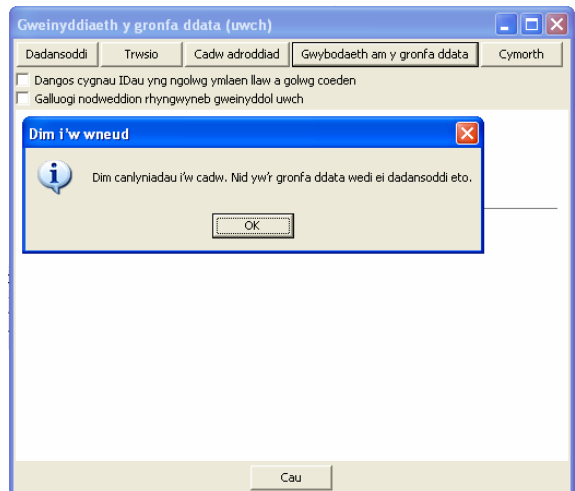 Gweinyddiaeth y gronfa ddata (uwch)
Dadansoddi Trwsio Cadw adroddiad Gwybodaeth am y gronfa ddata Cymorth
Dangos cygnau IDau yng ngolwg ymlaen llaw a golwg coeden
Galluogi nodweddion rhyngwyneb gweinyddol uwch
Dim i'w wneud
Dim canlyniadau i'w cadw. Nid yw'r gronfa ddata wedi ei dadansoddi eto.
OK
Cau